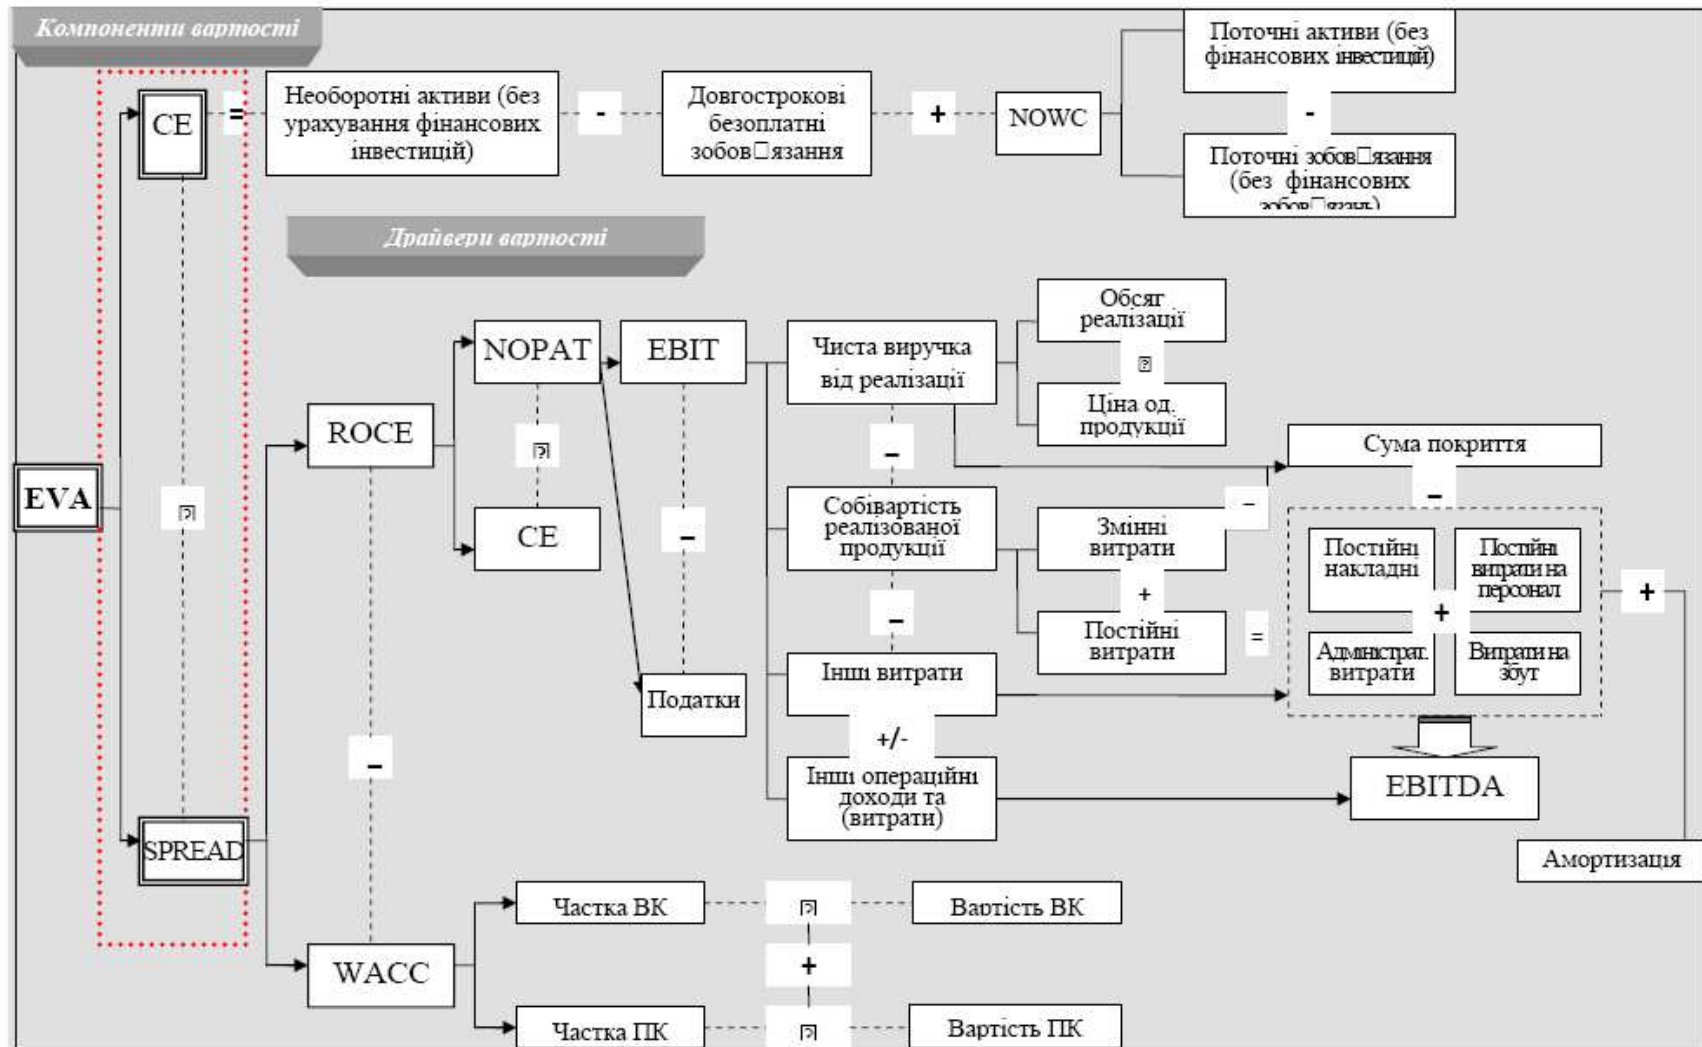 Компоненти вартості
CE
=
Необоротні активи (без
урахування фінансових
інвестицій)
-
Довгострокові
безоплатні
зобов□язання
+
NOWC
Поточні активи (без
фінансових інвестицій)
-
Поточні зобов□язання
(без фінансових
зобов□язань)
Драйвери вартості
EVA
SPREAD
ROCE
–
WACC
NOPAT
CE
EBIT
–
Податки
Чиста виручка
від реалізації
–
Собівартість
реалізованої
продукції
–
Інші витрати
+/-
Інші операційні
доходи та
(витрати)
Обсяг
реалізації
Ціна од.
продукції
Змінні
витрати
+
Постійні
витрати
–
=
Сума покриття
–
Постійні
накладні
Постійні
витрати на
персонал
+
Адміністрат.
витрати
Витрати на
збут
+
EBITDA
Амортизація
Частка ВК
Вартість ВК
+
Частка ПК
Вартість ПК